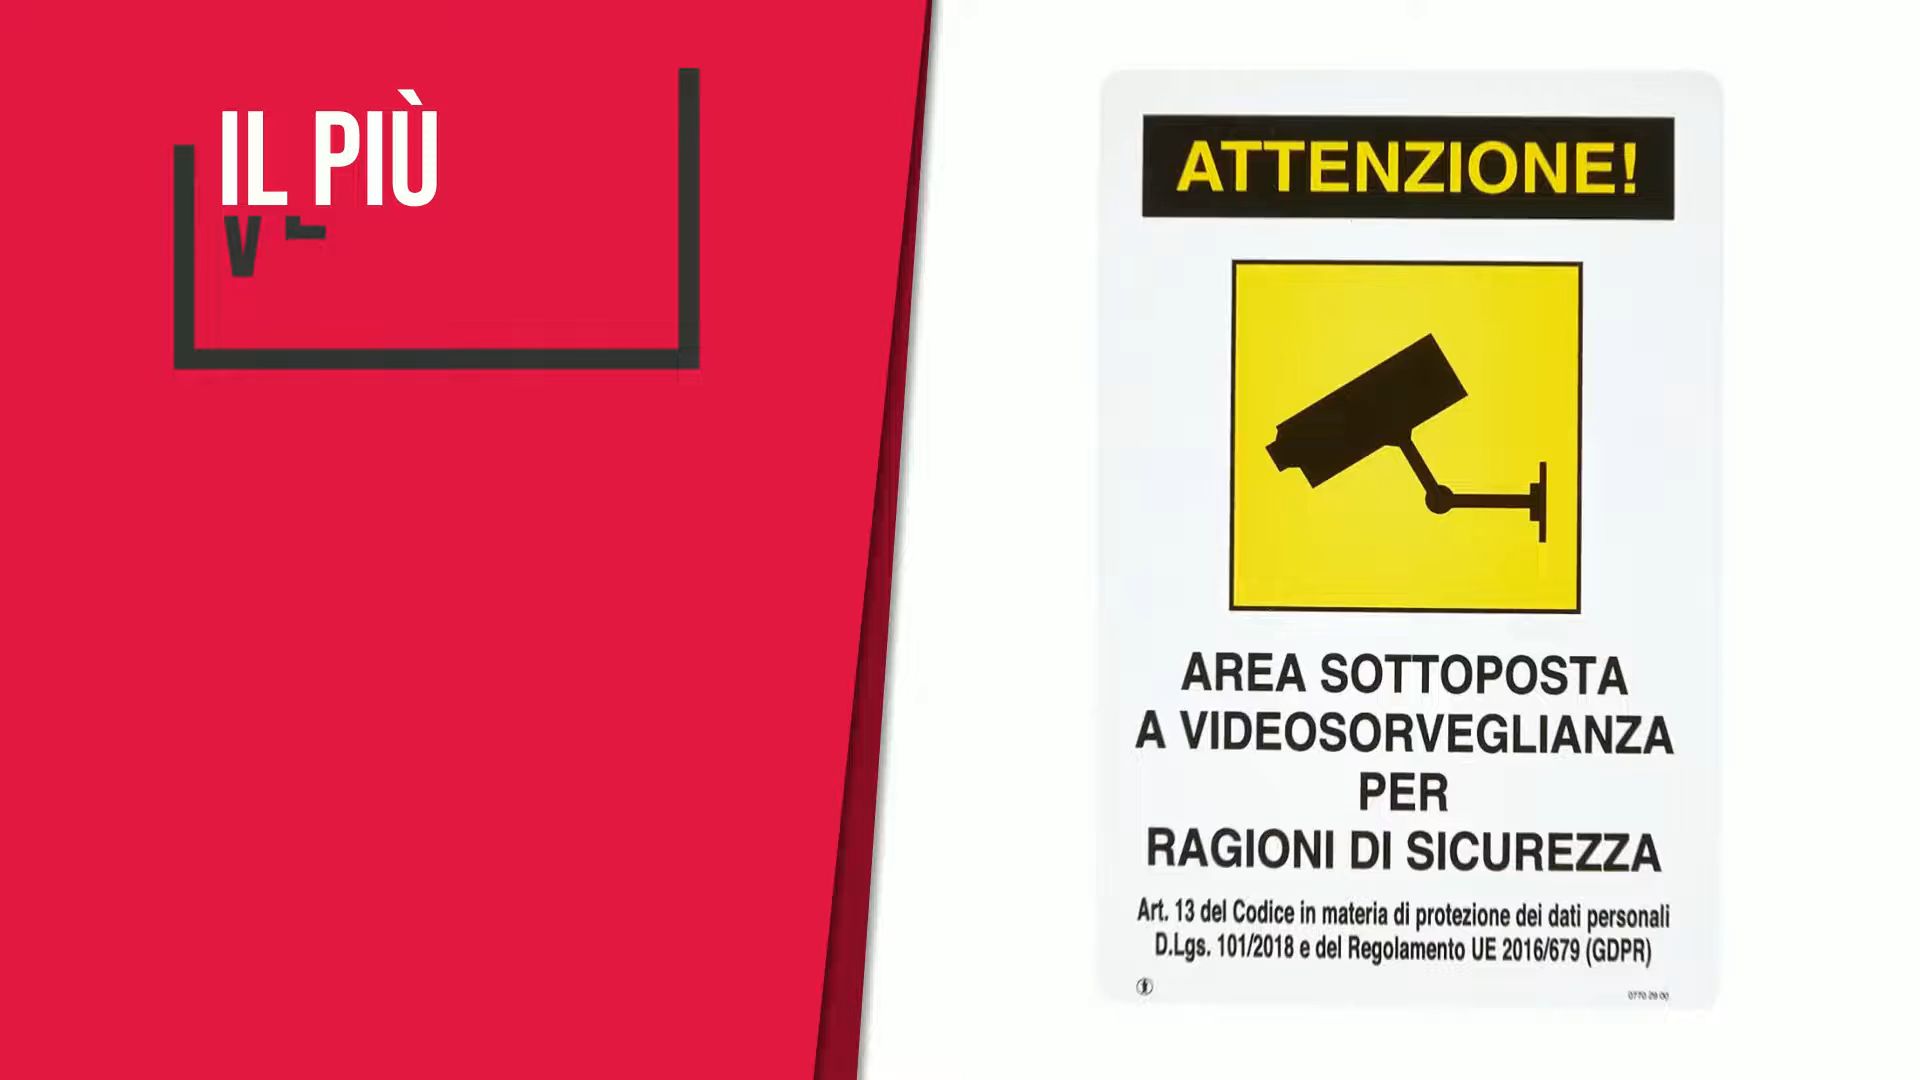 IL PIÙ
ATTENZIONE!
AREA SOTTOPOSTA
A VIDEOSORVEGLIANZA
PER
RAGIONI DI SICUREZZA
Art. 13 del Codice in materia di protezione dei dati personali
D.Lgs. 101/2018 e del Regolamento UE 2016/679 (GDPR)